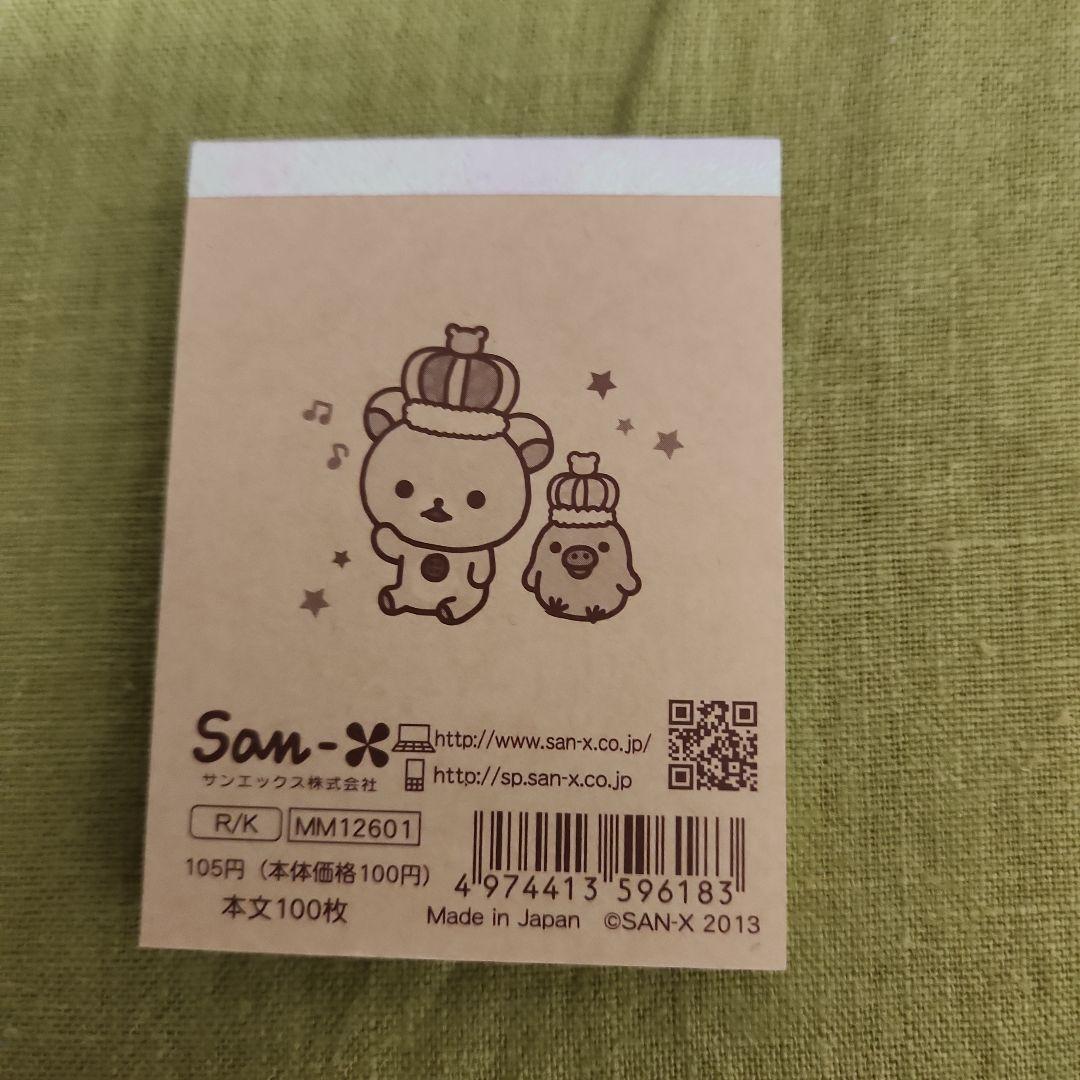 San-X
サンエックス株式会社
http://www.san-x.co.jp/
http://sp.san-x.co.jp
R/K
MM12601
105円（本体価格100円）
本文100枚
4 974413 596183
Made in Japan ©SAN-X 2013